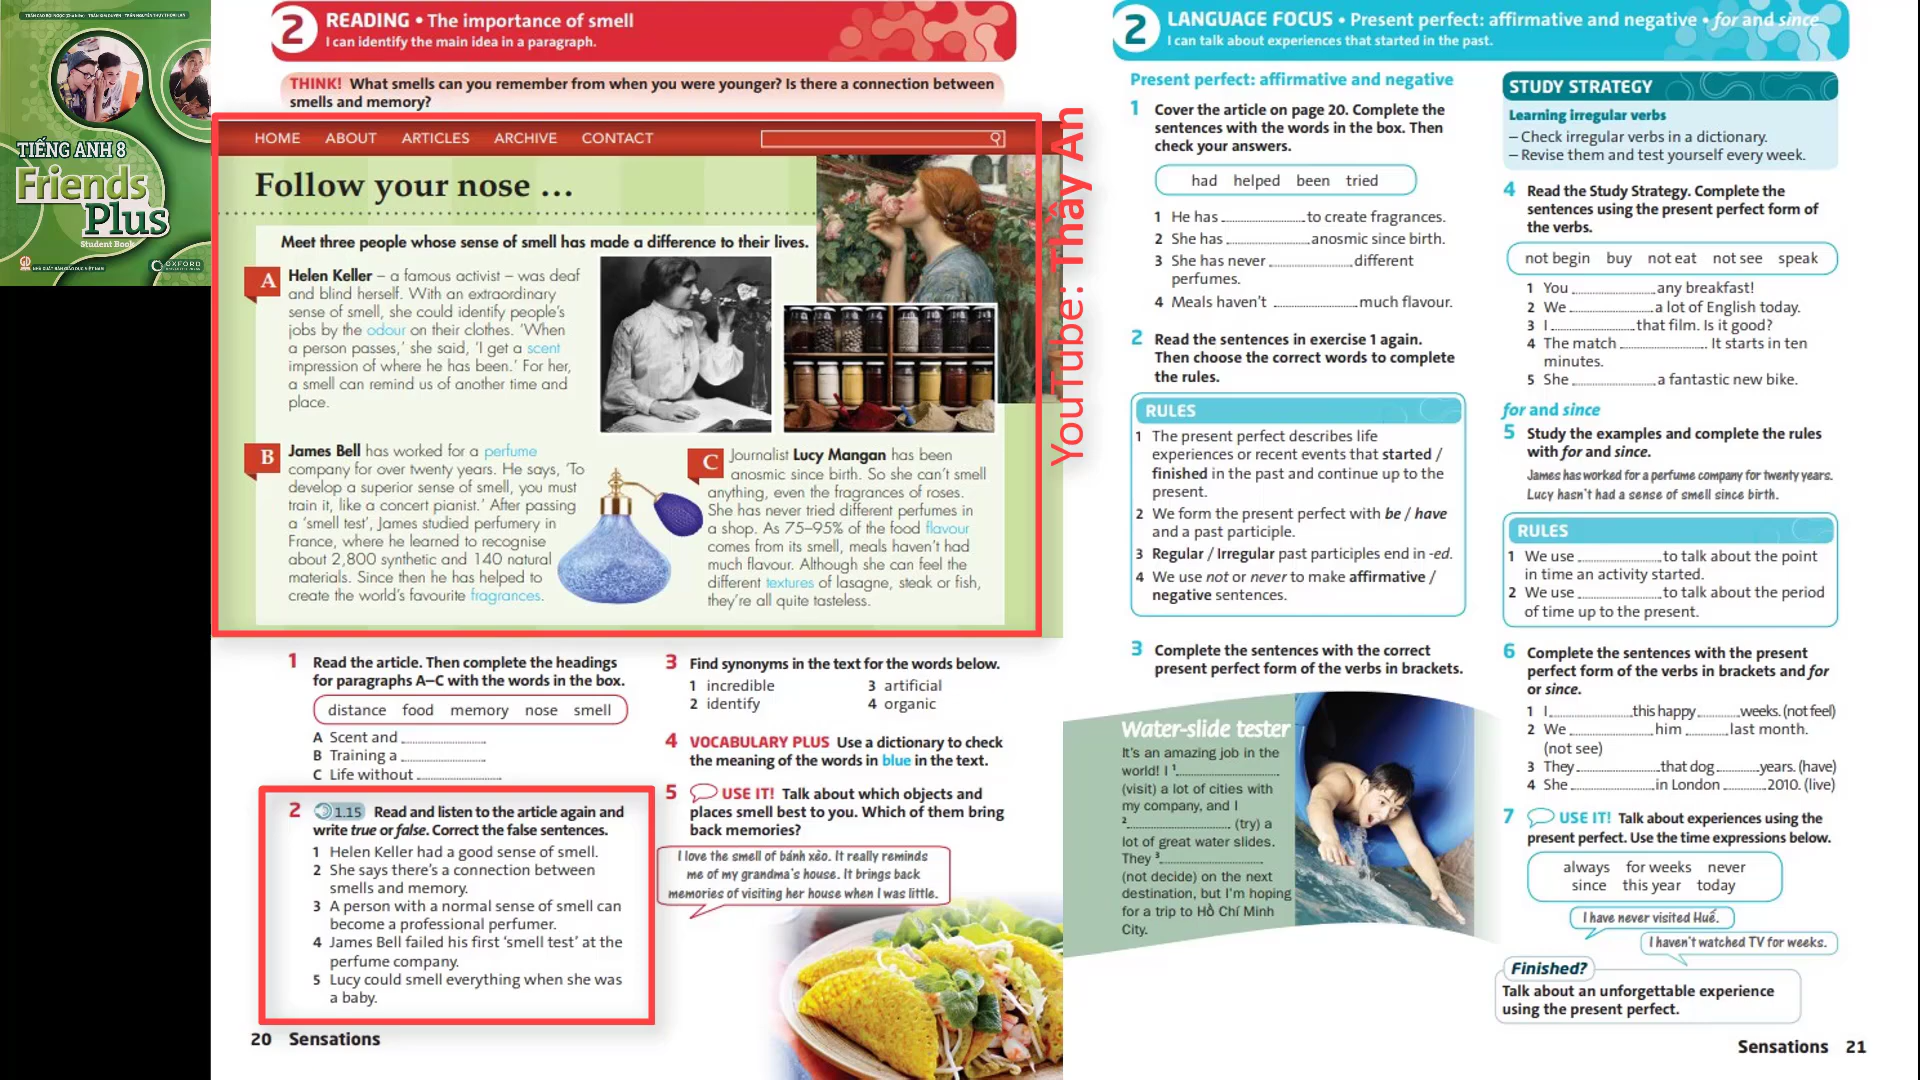 TIẾNG ANH 8
Friends
Plus
Student Book
NHÀ XUẤT BẢN GIÁO DỤC VIỆT NAM
OXFORD
2 READING • The importance of smell
I can identify the main idea in a paragraph.
THINK! What smells can you remember from when you were younger? Is there a connection between
smells and memory?
HOME ABOUT ARTICLES ARCHIVE CONTACT
Follow your nose ...
Meet three people whose sense of smell has made a difference to their lives.
A Helen Keller – a famous activist – was deaf
and blind herself. With an extraordinary
sense of smell, she could identify people's
jobs by the odour on their clothes. 'When
a person passes,' she said, 'I get a scent
impression of where he has been.' For her,
a smell can remind us of another time and
place.
B James Bell has worked for a perfume
company for over twenty years. He says, 'To
develop a superior sense of smell, you must
train it, like a concert pianist.' After passing
a 'smell test', James studied perfumery in
France, where he learned to recognise
about 2,800 synthetic and 140 natural
materials. Since then he has helped to
create the world's favourite fragrances.
C Journalist Lucy Mangan has been
anosmic since birth. So she can't smell
anything, even the fragrances of roses.
She has never tried different perfumes in
a shop. As 75–95% of the food flavour
comes from its smell, meals haven't had
much flavour. Although she can feel the
different textures of lasagne, steak or fish,
they're all quite tasteless.
YouTube: Thầy An
1 Read the article. Then complete the headings
for paragraphs A–C with the words in the box.
distance food memory nose smell
A Scent and ....................
B Training a ....................
C Life without ....................
2 1.15 Read and listen to the article again and
write true or false. Correct the false sentences.
1 Helen Keller had a good sense of smell.
2 She says there's a connection between
smells and memory.
3 A person with a normal sense of smell can
become a professional perfumer.
4 James Bell failed his first 'smell test' at the
perfume company.
5 Lucy could smell everything when she was
a baby.
3 Find synonyms in the text for the words below.
1 incredible 3 artificial
2 identify 4 organic
4 VOCABULARY PLUS Use a dictionary to check
the meaning of the words in blue in the text.
5 USE IT! Talk about which objects and
places smell best to you. Which of them bring
back memories?
I love the smell of bánh xèo. It really reminds
me of my grandma's house. It brings back
memories of visiting her house when I was little.
20 Sensations
2 LANGUAGE FOCUS • Present perfect: affirmative and negative • for and since
I can talk about experiences that started in the past.
Present perfect: affirmative and negative
1 Cover the article on page 20. Complete the
sentences with the words in the box. Then
check your answers.
had helped been tried
1 He has .................... to create fragrances.
2 She has .................... anosmic since birth.
3 She has never .................... different
perfumes.
4 Meals haven't .................... much flavour.
2 Read the sentences in exercise 1 again.
Then choose the correct words to complete
the rules.
RULES
1 The present perfect describes life
experiences or recent events that started /
finished in the past and continue up to the
present.
2 We form the present perfect with be / have
and a past participle.
3 Regular / Irregular past participles end in -ed.
4 We use not or never to make affirmative /
negative sentences.
3 Complete the sentences with the correct
present perfect form of the verbs in brackets.
Water-slide tester
It's an amazing job in the
world! I 1....................
(visit) a lot of cities with
my company, and I
2.................... (try) a
lot of great water slides.
They 3....................
(not decide) on the next
destination, but I'm hoping
for a trip to Hồ Chí Minh
City.
STUDY STRATEGY
Learning irregular verbs
– Check irregular verbs in a dictionary.
– Revise them and test yourself every week.
4 Read the Study Strategy. Complete the
sentences using the present perfect form of
the verbs.
not begin buy not eat not see speak
1 You .................... any breakfast!
2 We .................... a lot of English today.
3 I .................... that film. Is it good?
4 The match .................... . It starts in ten
minutes.
5 She .................... a fantastic new bike.
for and since
5 Study the examples and complete the rules
with for and since.
James has worked for a perfume company for twenty years.
Lucy hasn't had a sense of smell since birth.
RULES
1 We use .................... to talk about the point
in time an activity started.
2 We use .................... to talk about the period
of time up to the present.
6 Complete the sentences with the present
perfect form of the verbs in brackets and for
or since.
1 I .................... this happy .......... weeks. (not feel)
2 We .................... him .......... last month.
(not see)
3 They .................... that dog .......... years. (have)
4 She .................... in London .......... 2010. (live)
7 USE IT! Talk about experiences using the
present perfect. Use the time expressions below.
always for weeks never
since this year today
I have never visited Huế.
I haven't watched TV for weeks.
Finished?
Talk about an unforgettable experience
using the present perfect.
Sensations 21